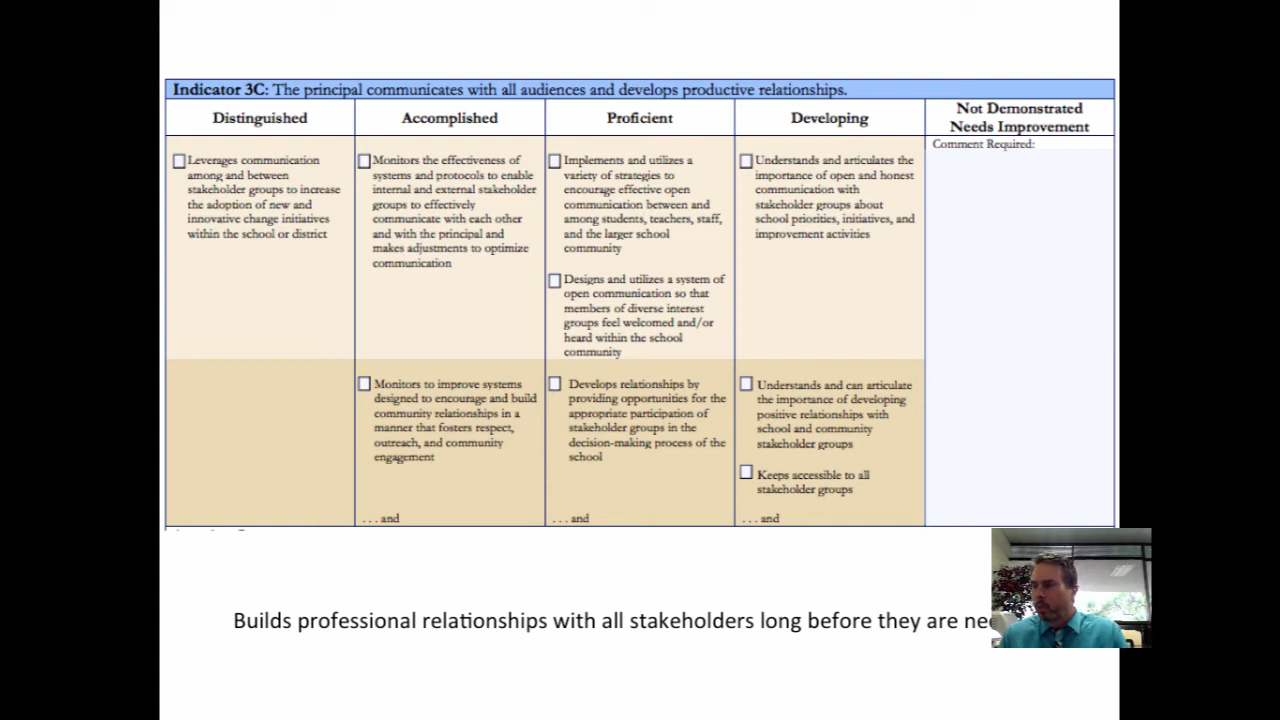 Indicator 3C: The principal communicates with all audiences and develops productive relationships.
Distinguished
Accomplished
Proficient
Developing
Not Demonstrated
Needs Improvement
Leverages communication
among and between
stakeholder groups to increase
the adoption of new and
innovative change initiatives
within the school or district
Monitors the effectiveness of
systems and protocols to enable
internal and external stakeholder
groups to effectively
communicate with each other
and with the principal and
makes adjustments to optimize
communication
Implements and utilizes a
variety of strategies to
encourage effective open
communication between and
among students, teachers, staff,
and the larger school
community
Designs and utilizes a system of
open communication so that
members of diverse interest
groups feel welcomed and/or
heard within the school
community
Understands and articulates the
importance of open and honest
communication with
stakeholder groups about
school priorities, initiatives, and
improvement activities
Comment Required:
Monitors to improve systems
designed to encourage and build
community relationships in a
manner that fosters respect,
outreach, and community
engagement
. . . and
Develops relationships by
providing opportunities for the
appropriate participation of
stakeholder groups in the
decision-making process of the
school
. . . and
Understands and can articulate
the importance of developing
positive relationships with
school and community
stakeholder groups
Keeps accessible to all
stakeholder groups
. . . and
Builds professional relationships with all stakeholders long before they are